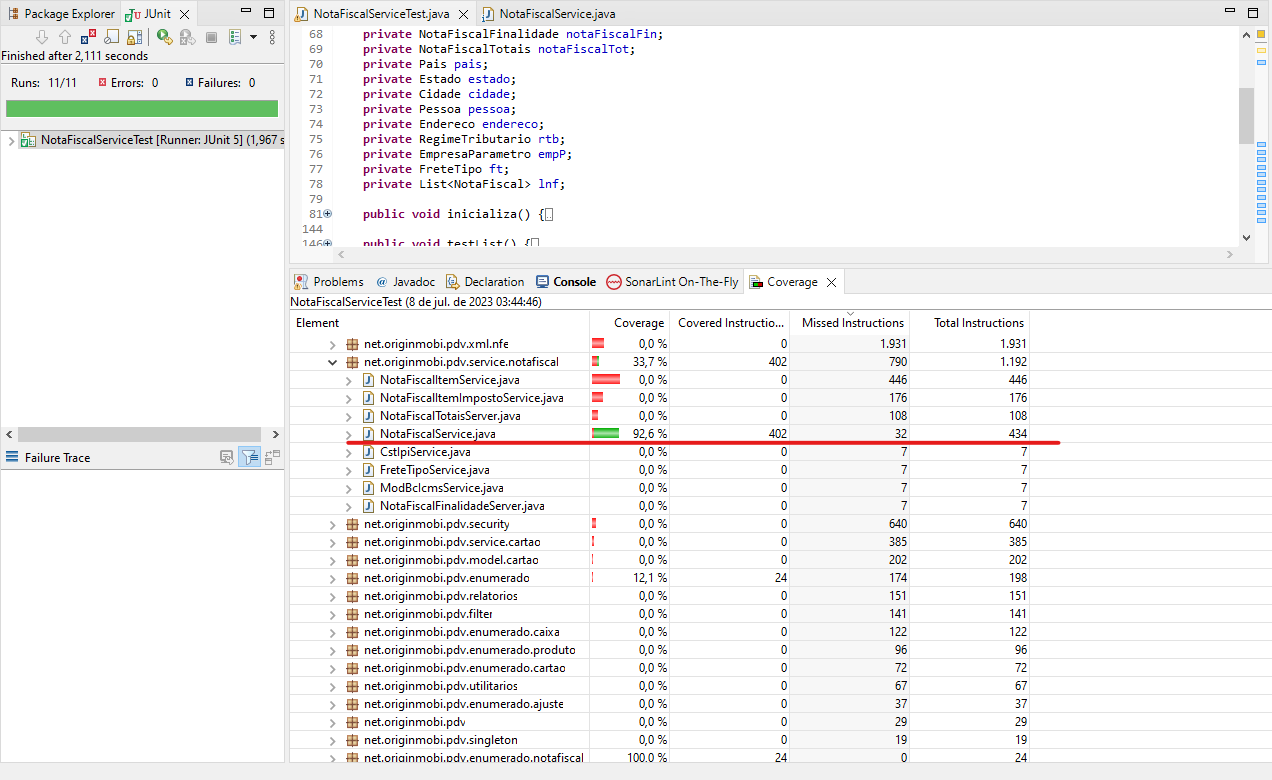 Package Explorer
JUnit
Finished after 2,111 seconds
Runs: 11/11 Errors: 0 Failures: 0
NotaFiscalServiceTest [Runner: JUnit 5] (1,967 s
Failure Trace
NotaFiscalServiceTest.java
NotaFiscalService.java
68 private NotaFiscalFinalidade notaFiscalFin;
69 private NotaFiscalTotais notaFiscalTot;
70 private Pais pais;
71 private Estado estado;
72 private Cidade cidade;
73 private Pessoa pessoa;
74 private Endereco endereco;
75 private RegimeTributario rtb;
76 private EmpresaParametro empP;
77 private FreteTipo ft;
78 private List<NotaFiscal> lnf;
79
81 public void inicializa() {
144
146 public void testList() {
Problems @ Javadoc Declaration Console SonarLint On-The-Fly Coverage
NotaFiscalServiceTest (8 de jul. de 2023 03:44:46)
Element Coverage Covered Instructio... Missed Instructions Total Instructions
net.originmobi.pdv.xml.nfe 0,0 % 0 1.931 1.931
net.originmobi.pdv.service.notafiscal 33,7 % 402 790 1.192
NotaFiscalItemService.java 0,0 % 0 446 446
NotaFiscalItemImpostoService.java 0,0 % 0 176 176
NotaFiscalTotaisServer.java 0,0 % 0 108 108
NotaFiscalService.java 92,6 % 402 32 434
CstIpiService.java 0,0 % 0 7 7
FreteTipoService.java 0,0 % 0 7 7
ModBcIcmsService.java 0,0 % 0 7 7
NotaFiscalFinalidadeServer.java 0,0 % 0 7 7
net.originmobi.pdv.security 0,0 % 0 640 640
net.originmobi.pdv.service.cartao 0,0 % 0 385 385
net.originmobi.pdv.model.cartao 0,0 % 0 202 202
net.originmobi.pdv.enumerado 12,1 % 24 174 198
net.originmobi.pdv.relatorios 0,0 % 0 151 151
net.originmobi.pdv.filter 0,0 % 0 141 141
net.originmobi.pdv.enumerado.caixa 0,0 % 0 122 122
net.originmobi.pdv.enumerado.produto 0,0 % 0 96 96
net.originmobi.pdv.enumerado.cartao 0,0 % 0 72 72
net.originmobi.pdv.utilitarios 0,0 % 0 67 67
net.originmobi.pdv.enumerado.ajuste 0,0 % 0 37 37
net.originmobi.pdv 0,0 % 0 29 29
net.originmobi.pdv.singleton 0,0 % 0 19 19
net.originmobi.pdv.enumerado.notafiscal 100,0 % 24 0 24